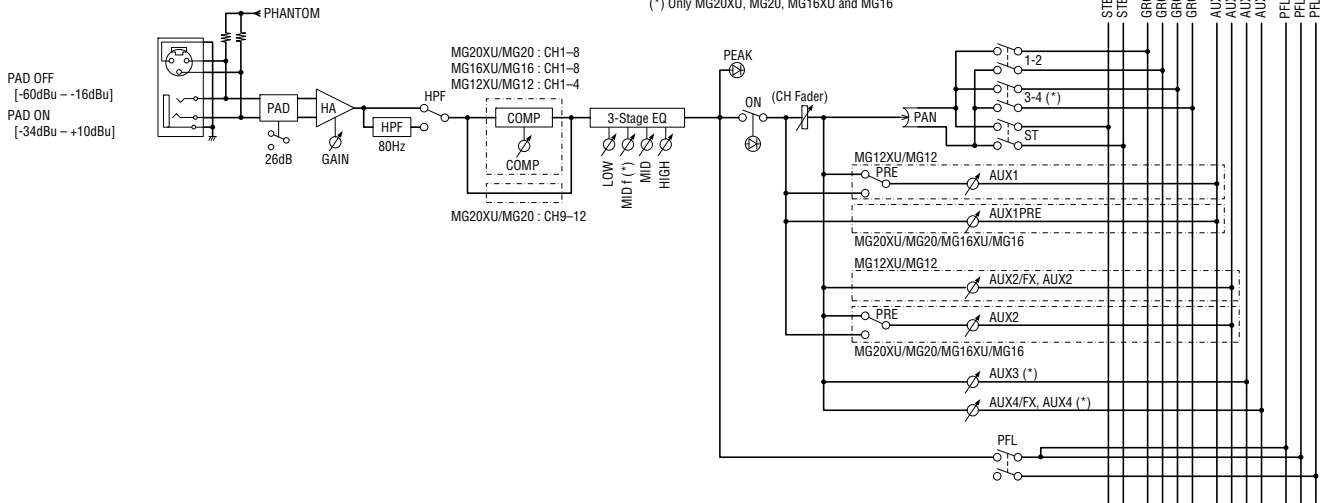 (*) Only MG20XU, MG20, MG16XU and MG16
PHANTOM
PAD OFF
[-60dBu – -16dBu]
PAD ON
[-34dBu – +10dBu]
PAD
26dB
HA
GAIN
HPF
HPF
80Hz
MG20XU/MG20 : CH1–8
MG16XU/MG16 : CH1–8
MG12XU/MG12 : CH1–4
COMP
COMP
MG20XU/MG20 : CH9–12
3-Stage EQ
LOW
MID f (*)
MID
HIGH
PEAK
ON
(CH Fader)
PAN
1-2
3-4 (*)
ST
MG12XU/MG12
PRE
AUX1
AUX1PRE
MG20XU/MG20/MG16XU/MG16
MG12XU/MG12
AUX2/FX, AUX2
PRE
AUX2
MG20XU/MG20/MG16XU/MG16
AUX3 (*)
AUX4/FX, AUX4 (*)
PFL
PFL
PFL